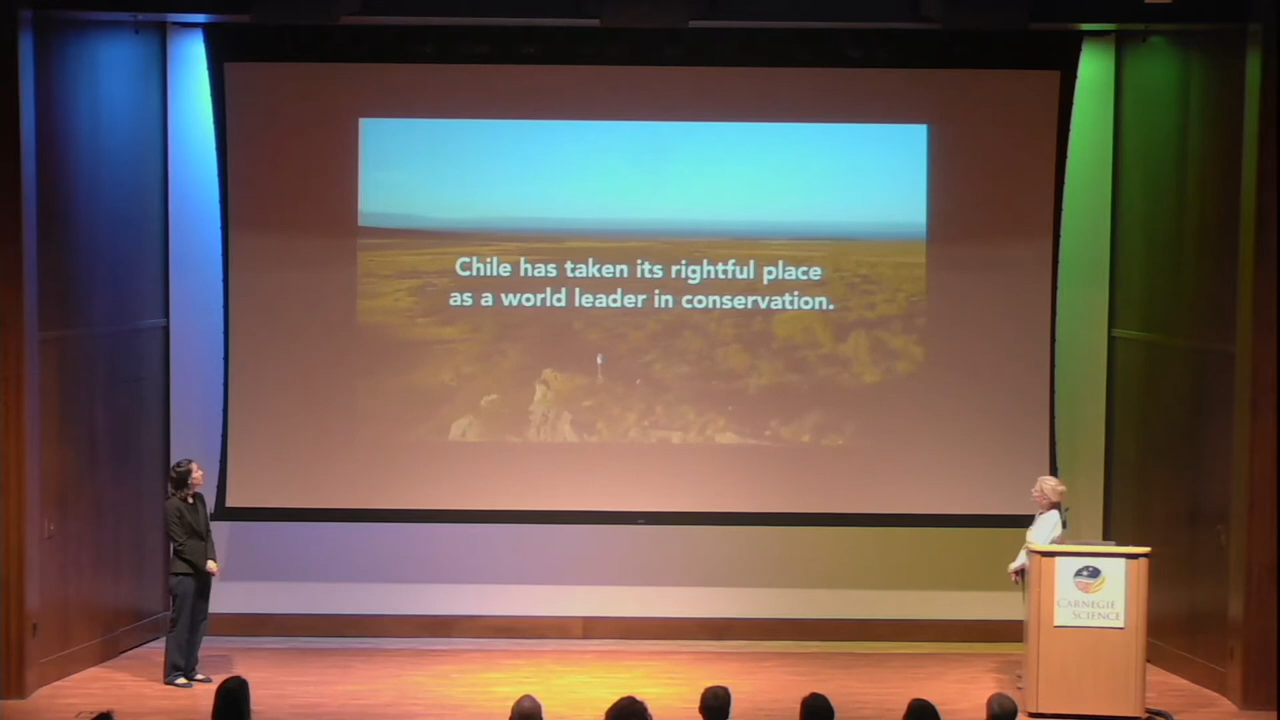 Chile has taken its rightful place
as a world leader in conservation.
CARNEGIE
SCIENCE